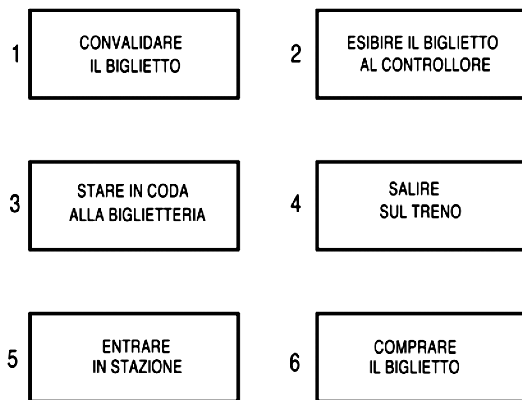 1
CONVALIDARE
IL BIGLIETTO
2
ESIBIRE IL BIGLIETTO
AL CONTROLLORE
3
STARE IN CODA
ALLA BIGLIETTERIA
4
SALIRE
SUL TRENO
5
ENTRARE
IN STAZIONE
6
COMPRARE
IL BIGLIETTO